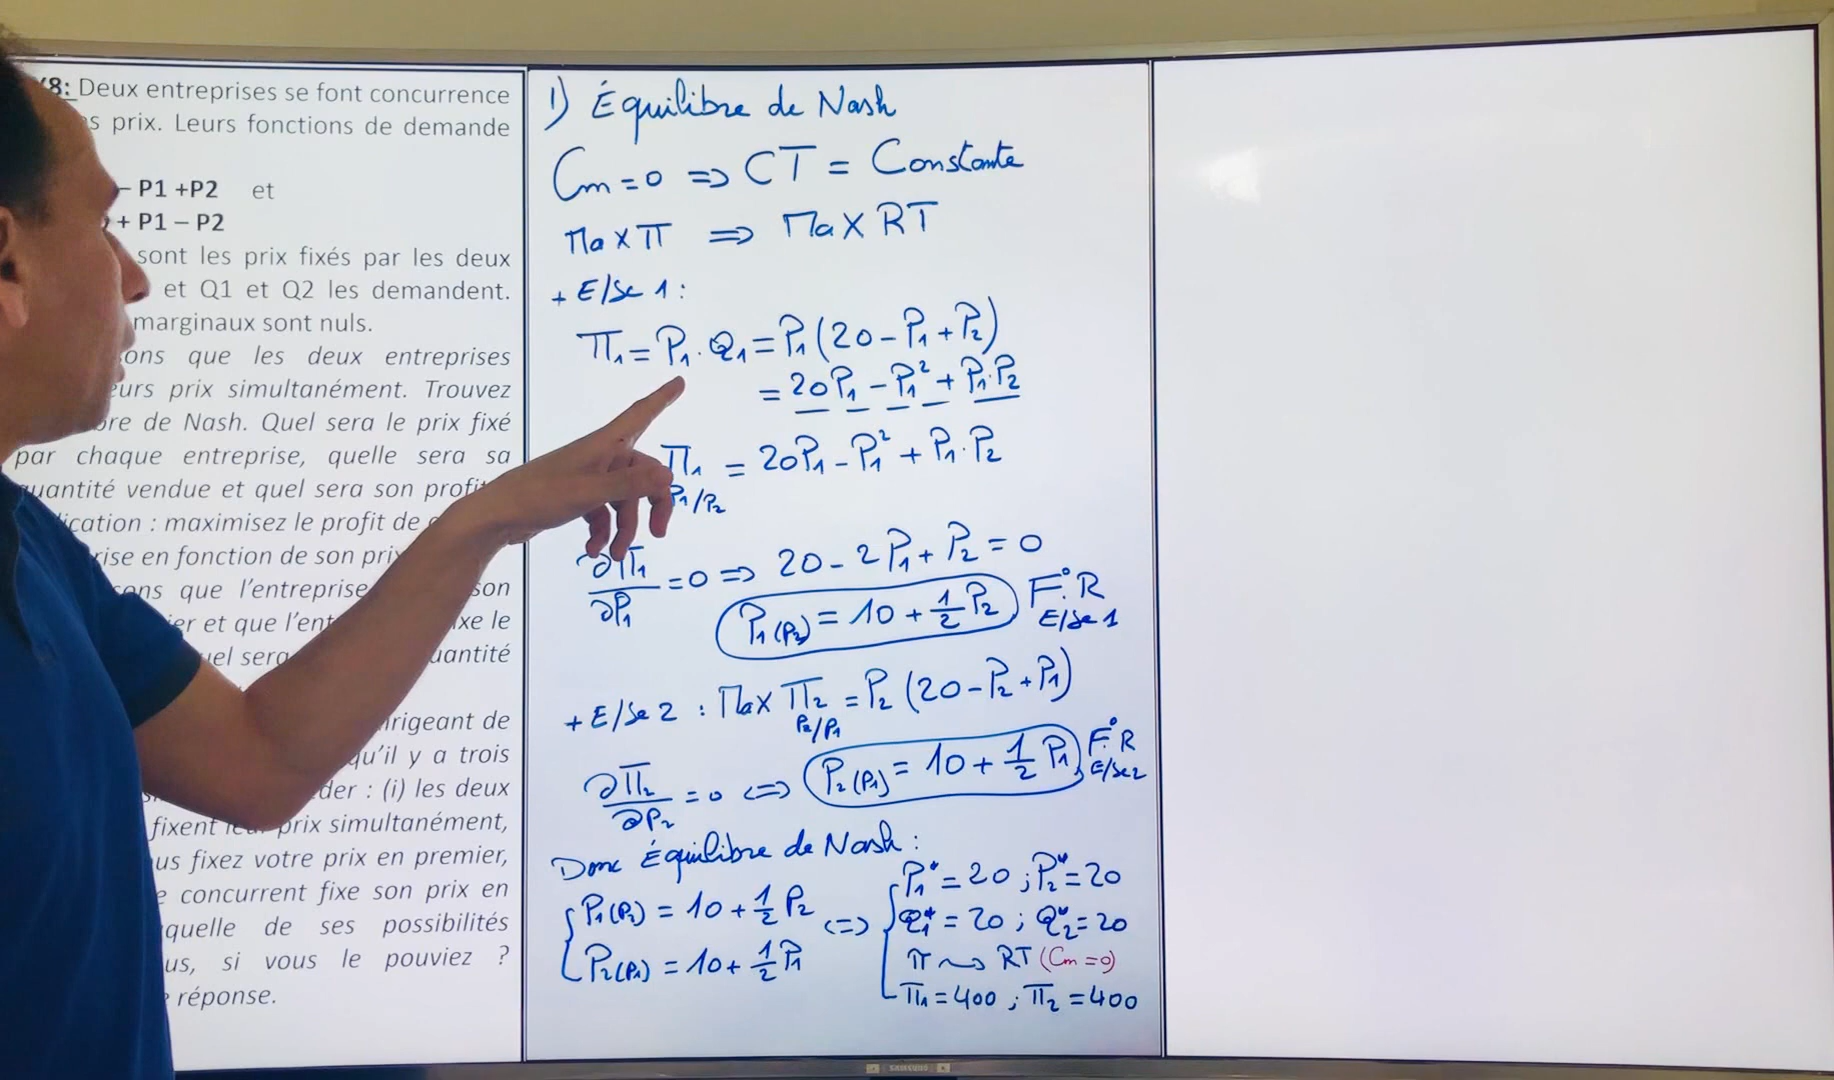 8: Deux entreprises se font concurrence
s prix. Leurs fonctions de demande
– P1 +P2 et
+ P1 – P2
sont les prix fixés par les deux
et Q1 et Q2 les demandent.
marginaux sont nuls.
ons que les deux entreprises
eurs prix simultanément. Trouvez
re de Nash. Quel sera le prix fixé
par chaque entreprise, quelle sera sa
quantité vendue et quel sera son profit
ication : maximisez le profit de
rise en fonction de son prix
ons que l'entreprise son
ier et que l'ent xe le
uel sera uantité
irigeant de
qu'il y a trois
der : (i) les deux
fixent leur prix simultanément,
us fixez votre prix en premier,
e concurrent fixe son prix en
quelle de ses possibilités
us, si vous le pouviez ?
réponse.
1) Équilibre de Nash
Cm = 0 => CT = Constante
Max π => Max RT
+ E/se 1 :
π1 = P1 . Q1 = P1 (20 - P1 + P2)
= 20P1 - P1² + P1.P2
π1 = 20P1 - P1² + P1.P2
P1/P2
∂π1/∂P1 = 0 => 20 - 2P1 + P2 = 0
P1(P2) = 10 + 1/2 P2 F°.R E/se 1
+ E/se 2 : Max π2 = P2 (20 - P2 + P1)
P2/P1
∂π2/∂P2 = 0 <=> P2(P1) = 10 + 1/2 P1 F°.R E/se2
Donc Équilibre de Nash :
P1(P2) = 10 + 1/2 P2
P2(P1) = 10 + 1/2 P1
<=>
P1* = 20 ; P2* = 20
Q1* = 20 ; Q2* = 20
π ⇝ RT (Cm = 0)
π1 = 400 ; π2 = 400
SAMSUNG